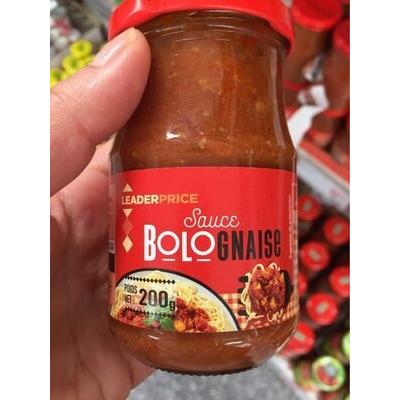 LEADERPRICE
Sauce
BOLOGNAISE
POIDS
NET : 200g